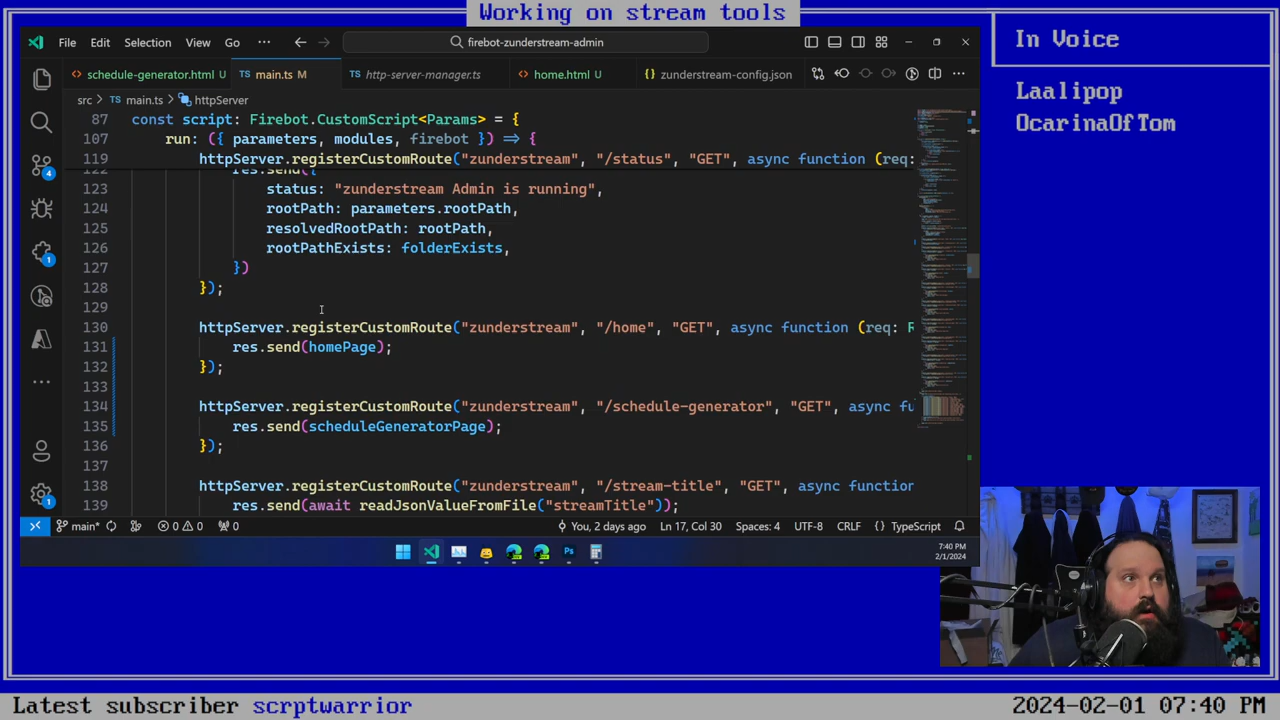 Working on stream tools
File Edit Selection View Go ··· firebot-zunderstream-admin
schedule-generator.html U main.ts M http-server-manager.ts home.html U zunderstream-config.json
src > TS main.ts > httpServer
87 const script: Firebot.CustomScript<Params> = {
107 run: ({ parameters, modules, firebot }) => {
119 httpServer.registerCustomRoute("zunderstream", "/status", "GET", async function (req:
res.send({
123 status: "zunderstream Admin is running",
124 rootPath: parameters.rootPath,
125 resolvedRootPath: rootPath,
126 rootPathExists: folderExists
127
128 });
129
130 httpServer.registerCustomRoute("zunderstream", "/home", "GET", async function (req: R
131 res.send(homePage);
132 });
133
134 httpServer.registerCustomRoute("zunderstream", "/schedule-generator", "GET", async fu
135 res.send(scheduleGeneratorPage);
136 });
137
138 httpServer.registerCustomRoute("zunderstream", "/stream-title", "GET", async function
139 res.send(await readJsonValueFromFile("streamTitle"));
main* 0 0 0 You, 2 days ago Ln 17, Col 30 Spaces: 4 UTF-8 CRLF {} TypeScript
7:40 PM
2/1/2024
In Voice
Laalipop
OcarinaOfTom
Latest subscriber scrptwarrior 2024-02-01 07:40 PM